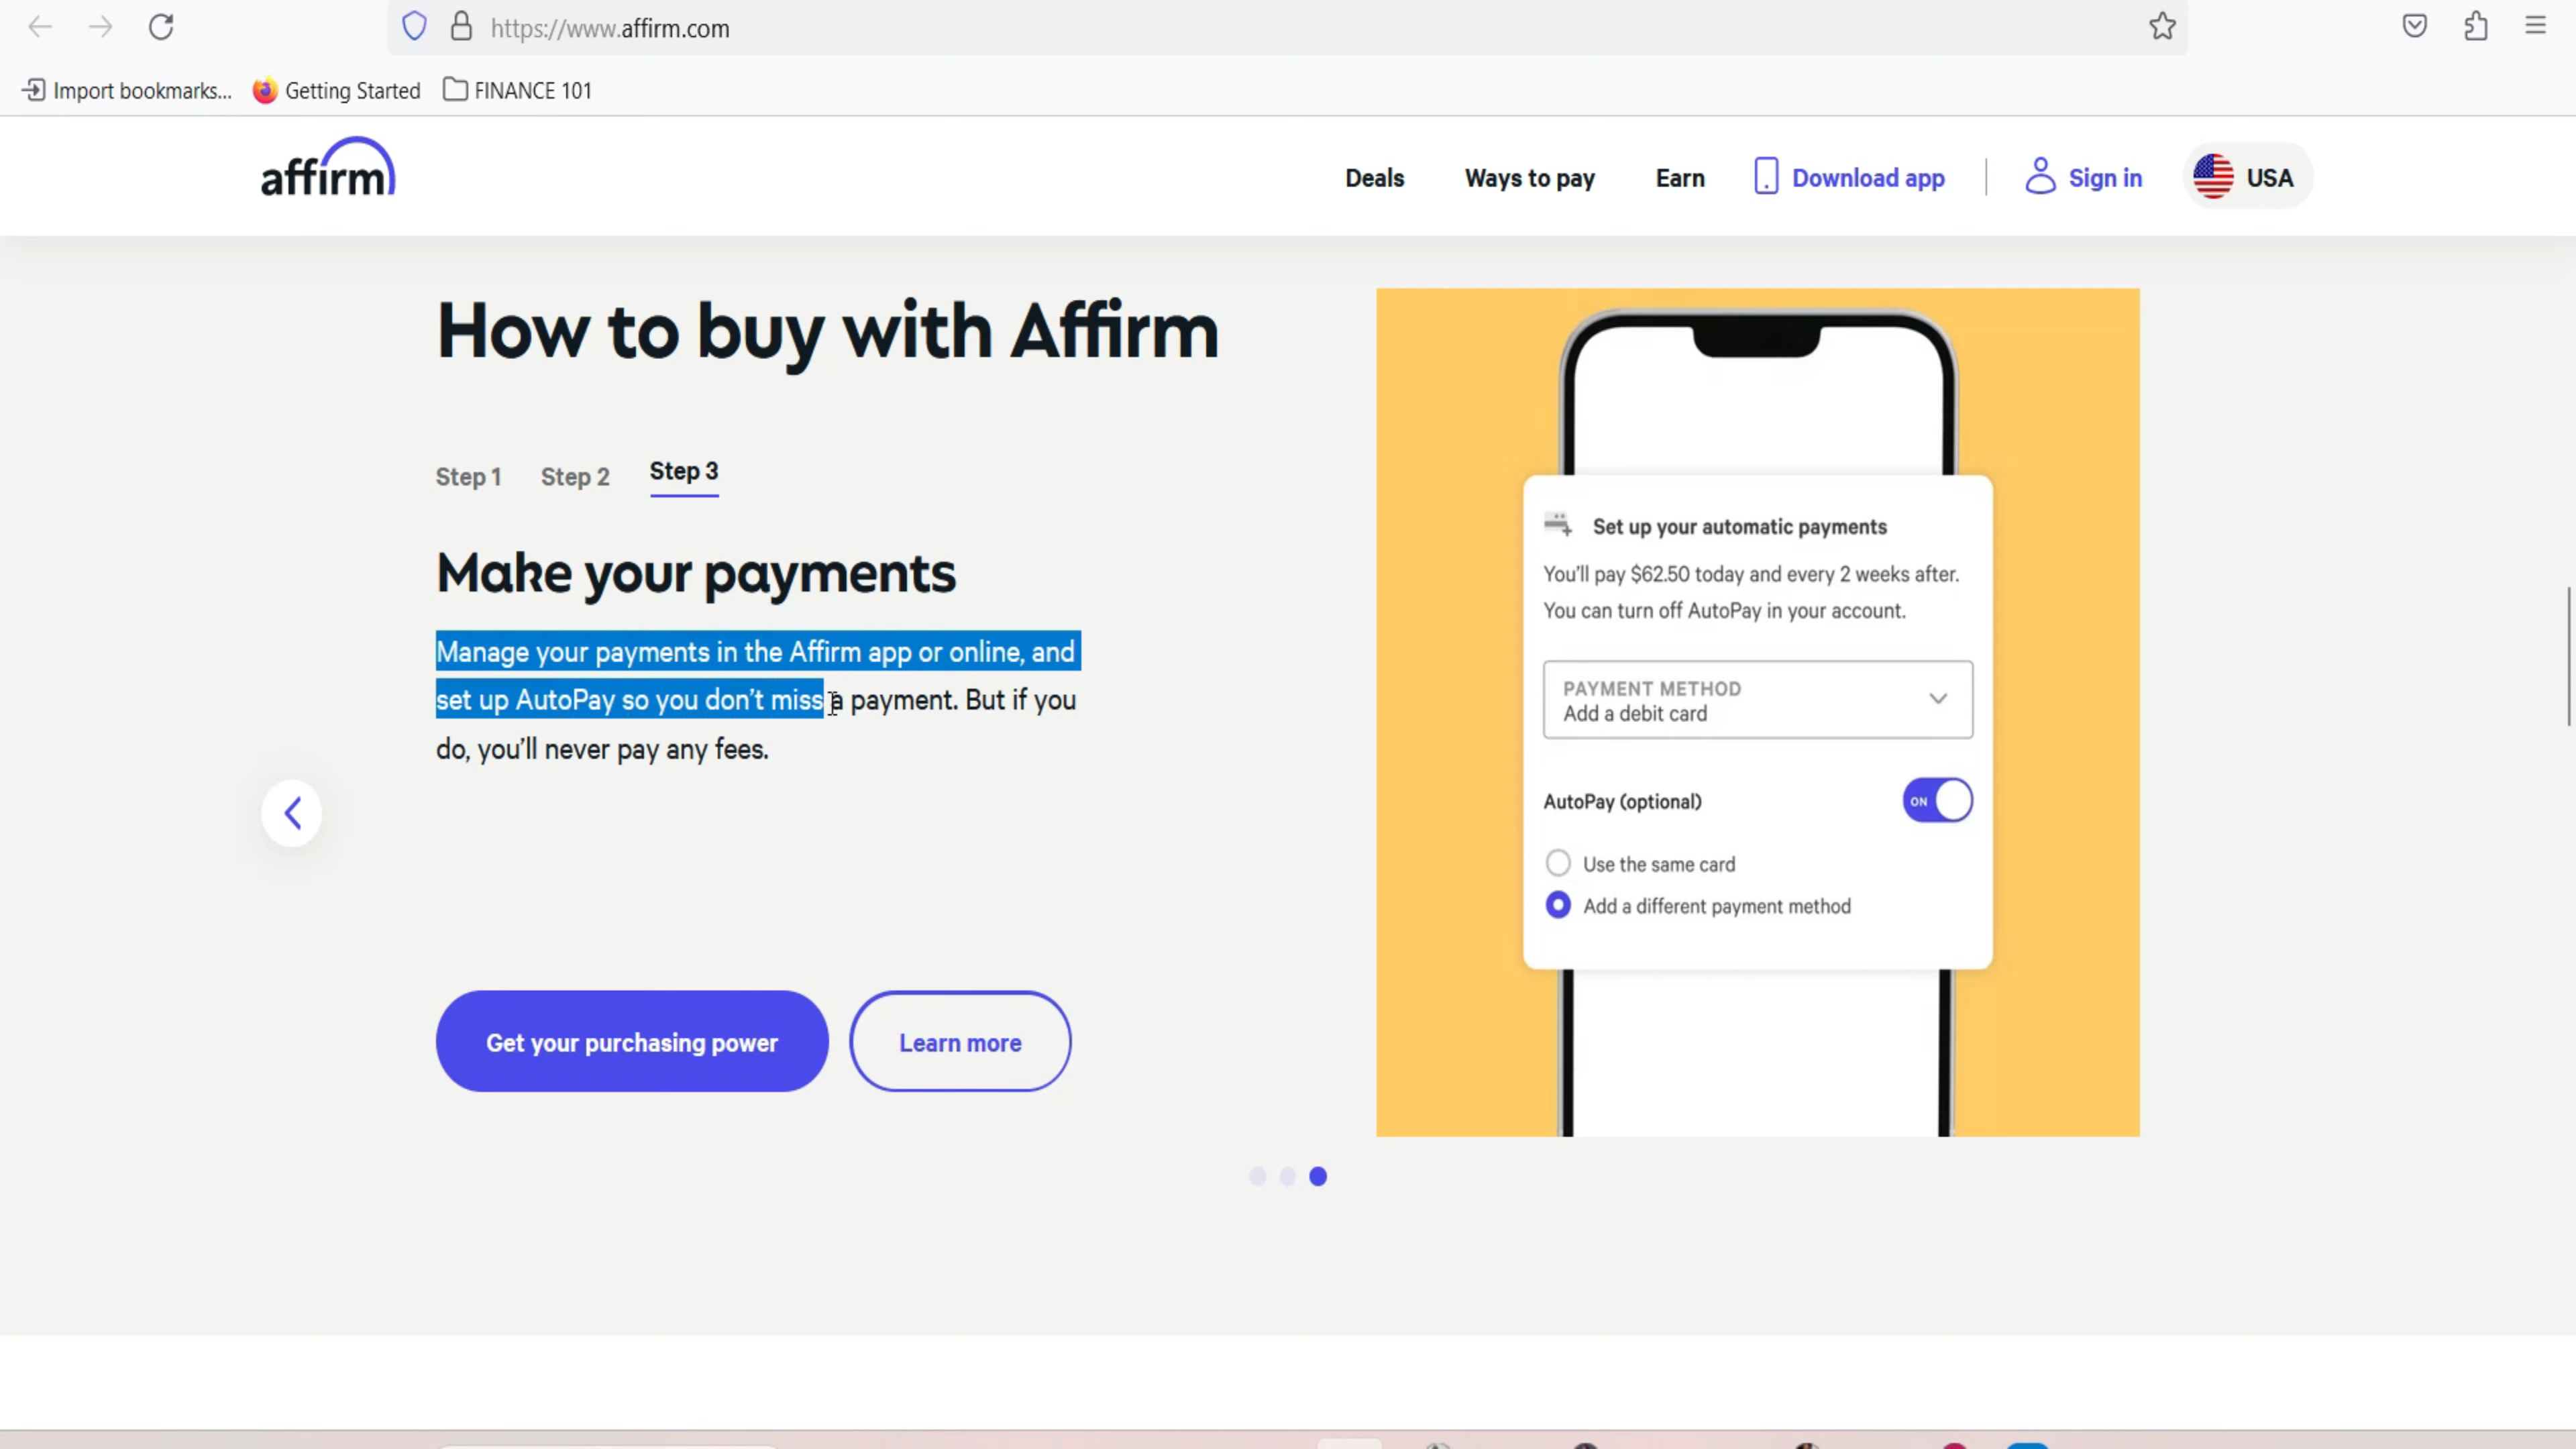 https://www.affirm.com
Import bookmarks...
Getting Started
FINANCE 101
affirm
Deals
Ways to pay
Earn
Download app
Sign in
USA
How to buy with Affirm
Step 1
Step 2
Step 3
Make your payments
Manage your payments in the Affirm app or online, and
set up AutoPay so you don't miss a payment. But if you
do, you'll never pay any fees.
Get your purchasing power
Learn more
Set up your automatic payments
You'll pay $62.50 today and every 2 weeks after.
You can turn off AutoPay in your account.
PAYMENT METHOD
Add a debit card
AutoPay (optional)
ON
Use the same card
Add a different payment method